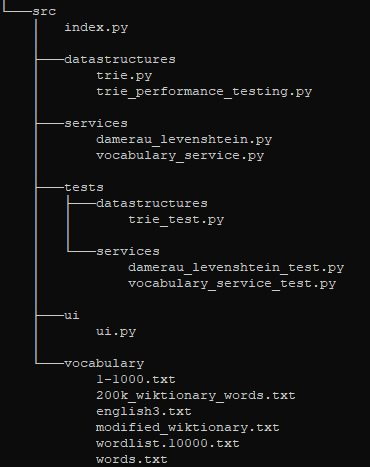 src
index.py
datastructures
trie.py
trie_performance_testing.py
services
damerau_levenshtein.py
vocabulary_service.py
tests
datastructures
trie_test.py
services
damerau_levenshtein_test.py
vocabulary_service_test.py
ui
ui.py
vocabulary
1-1000.txt
200k_wiktionary_words.txt
english3.txt
modified_wiktionary.txt
wordlist.10000.txt
words.txt